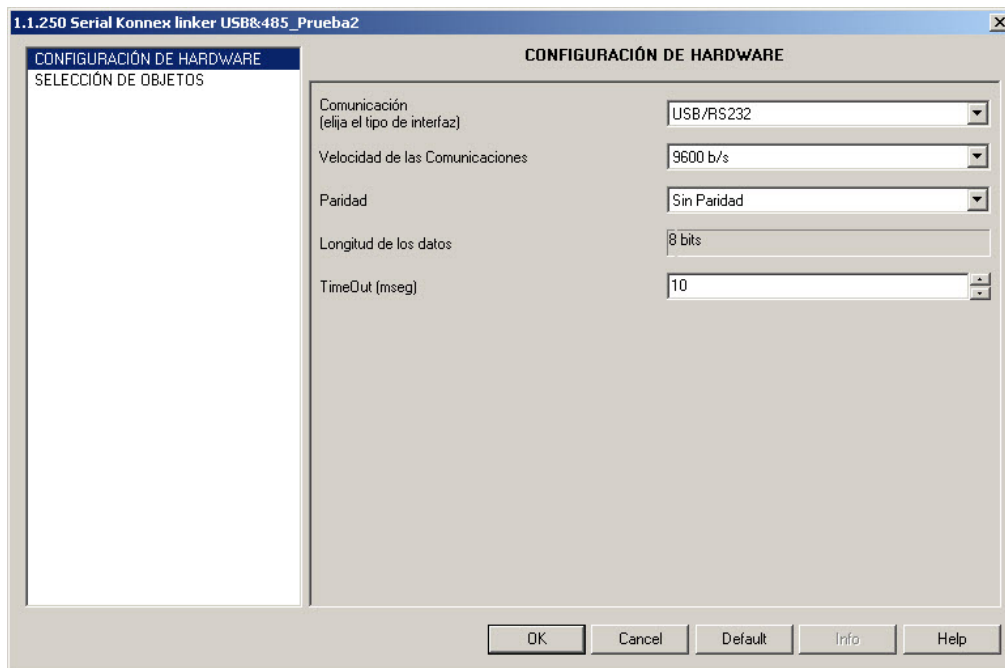 1.1.250 Serial Konnex linker USB&485_Prueba2
CONFIGURACIÓN DE HARDWARE
SELECCIÓN DE OBJETOS
CONFIGURACIÓN DE HARDWARE
Comunicación
(elija el tipo de interfaz)
USB/RS232
Velocidad de las Comunicaciones
9600 b/s
Paridad
Sin Paridad
Longitud de los datos
8 bits
TimeOut (mseg)
10
OK
Cancel
Default
Info
Help